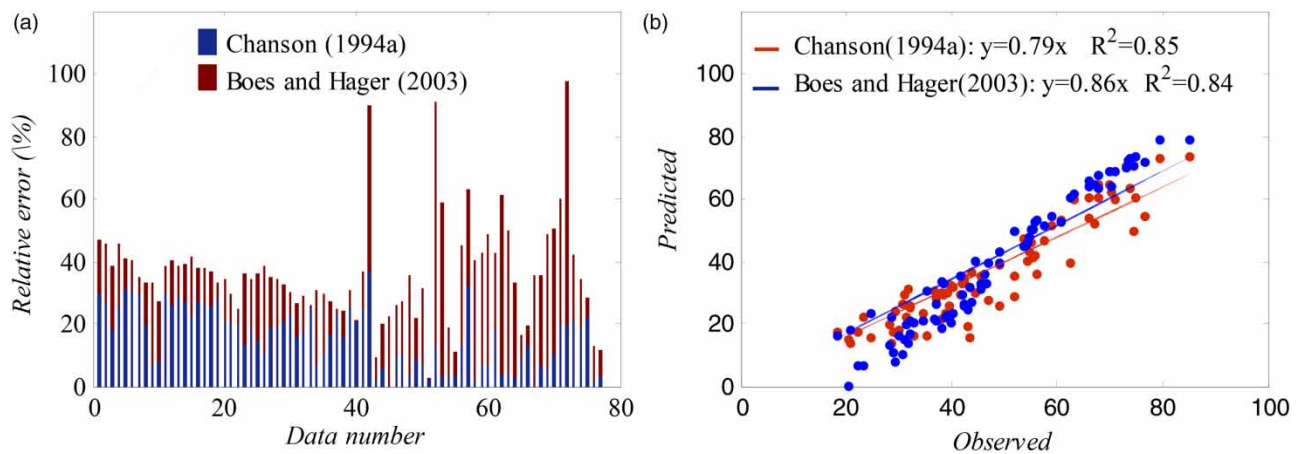 (a)
Chanson (1994a)
Boes and Hager (2003)
100
80
60
40
20
0
Relative error (\%)
0 20 40 60 80
Data number
(b)
Chanson(1994a): y=0.79x R²=0.85
Boes and Hager(2003): y=0.86x R²=0.84
100
80
60
40
20
0
Predicted
0 20 40 60 80 100
Observed